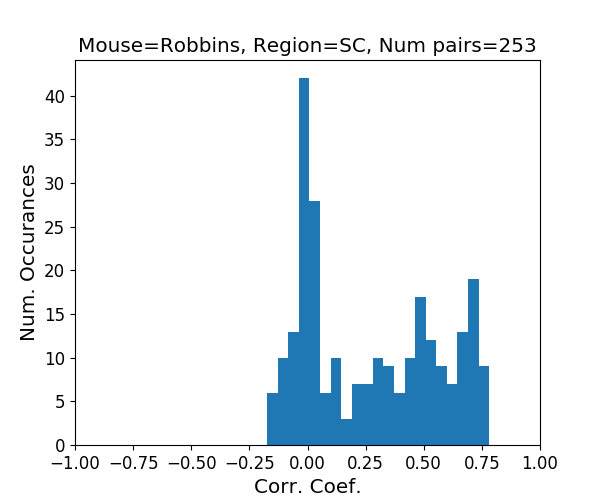 Mouse=Robbins, Region=SC, Num pairs=253
40
35
30
25
20
15
10
5
0
Num. Occurances
−1.00 −0.75 −0.50 −0.25 0.00 0.25 0.50 0.75 1.00
Corr. Coef.